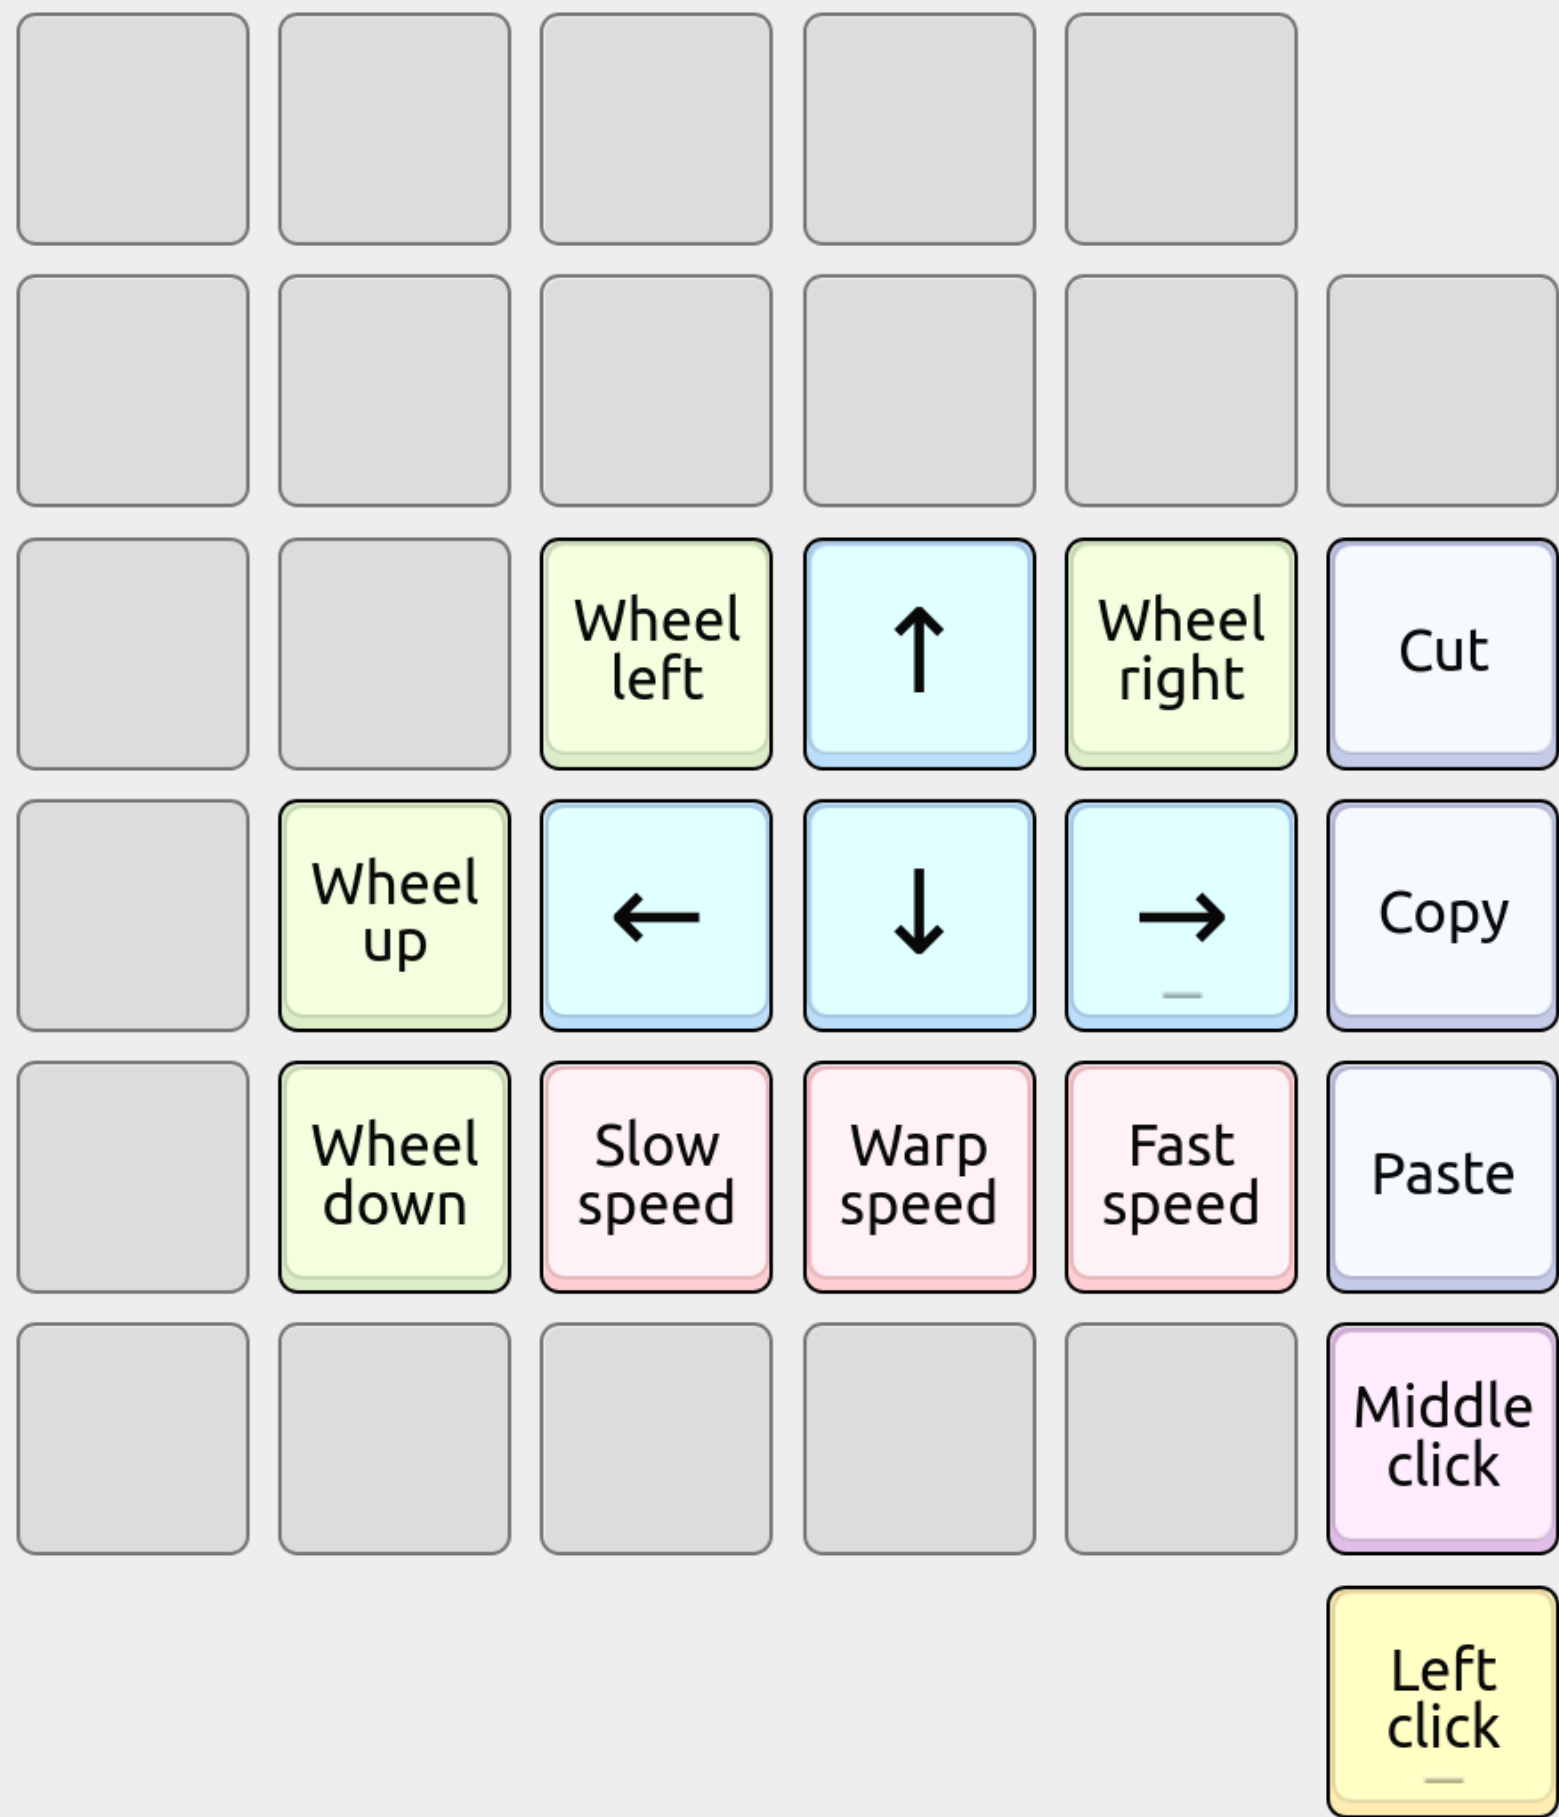 Wheel
left
↑
Wheel
right
Cut
Wheel
up
←
↓
→
Copy
Wheel
down
Slow
speed
Warp
speed
Fast
speed
Paste
Middle
click
Left
click